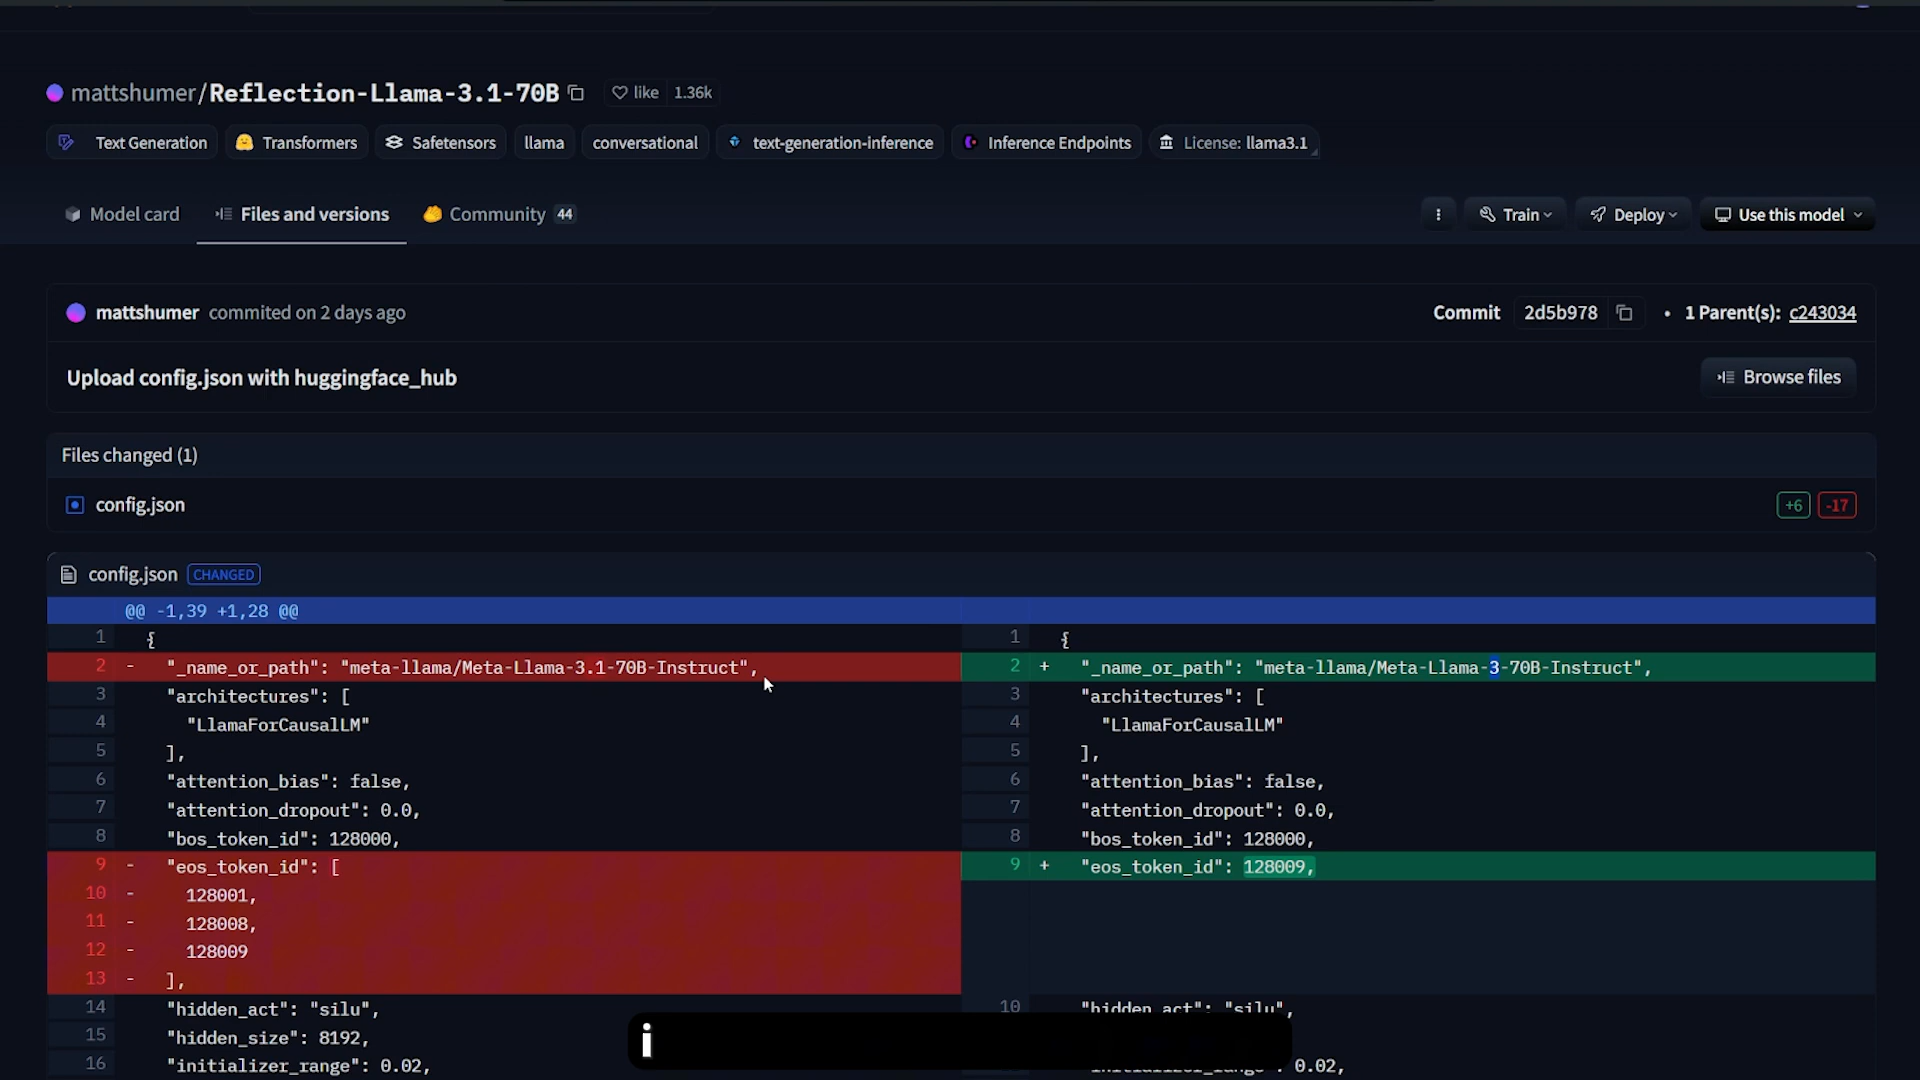 mattshumer/Reflection-Llama-3.1-70B like 1.36k
Text Generation Transformers Safetensors llama conversational text-generation-inference Inference Endpoints License: llama3.1
Model card Files and versions Community 44 Train Deploy Use this model
mattshumer commited on 2 days ago Commit 2d5b978 • 1 Parent(s): c243034
Upload config.json with huggingface_hub Browse files
Files changed (1)
config.json +6 -17
config.json CHANGED
@@ -1,39 +1,28 @@
1 { 1 {
2 - "_name_or_path": "meta-llama/Meta-Llama-3.1-70B-Instruct", 2 + "_name_or_path": "meta-llama/Meta-Llama-3-70B-Instruct",
3 "architectures": [ 3 "architectures": [
4 "LlamaForCausalLM" 4 "LlamaForCausalLM"
5 ], 5 ],
6 "attention_bias": false, 6 "attention_bias": false,
7 "attention_dropout": 0.0, 7 "attention_dropout": 0.0,
8 "bos_token_id": 128000, 8 "bos_token_id": 128000,
9 - "eos_token_id": [ 9 + "eos_token_id": 128009,
10 - 128001,
11 - 128008,
12 - 128009
13 - ],
14 "hidden_act": "silu", 10 "hidden_act": "silu",
15 "hidden_size": 8192,
16 "initializer_range": 0.02, 0.02,
i